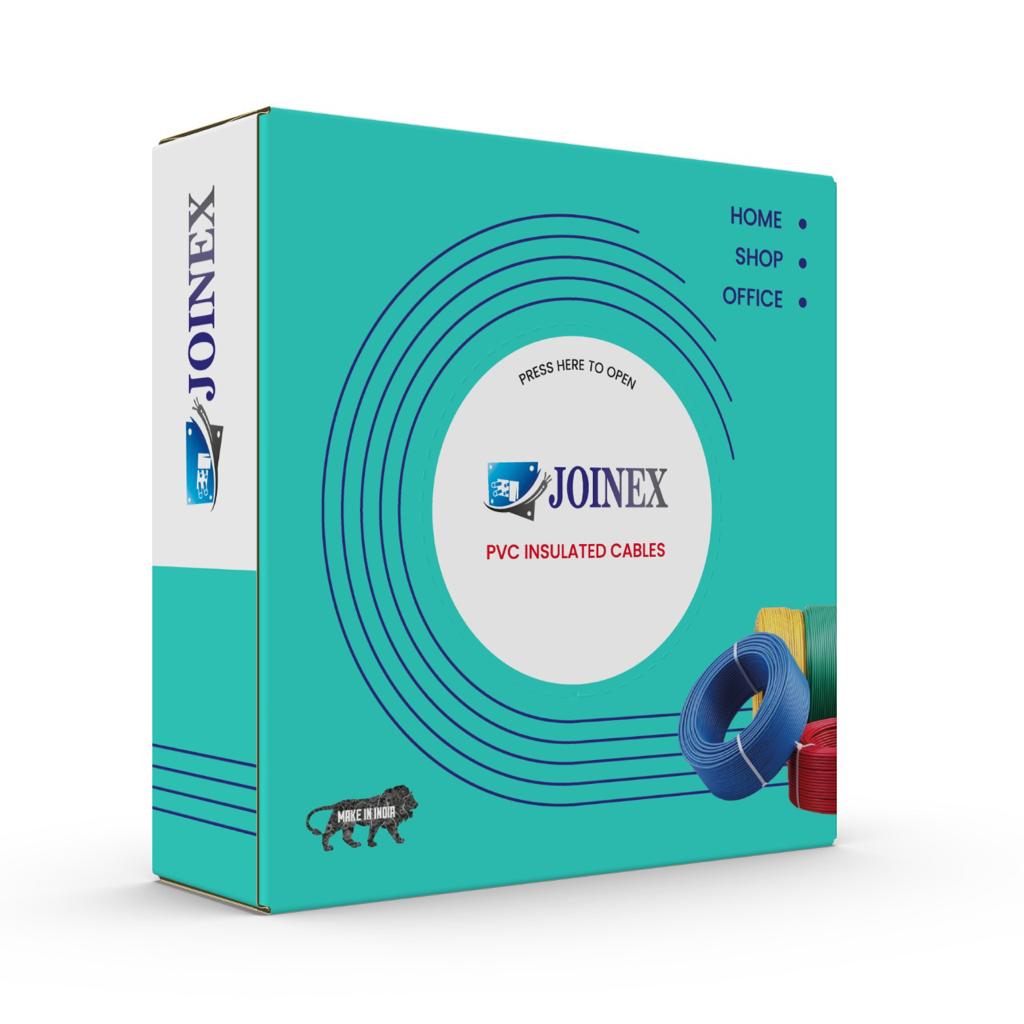 JOINEX
HOME
SHOP
OFFICE
PRESS HERE TO OPEN
JOINEX
PVC INSULATED CABLES
MAKE IN INDIA